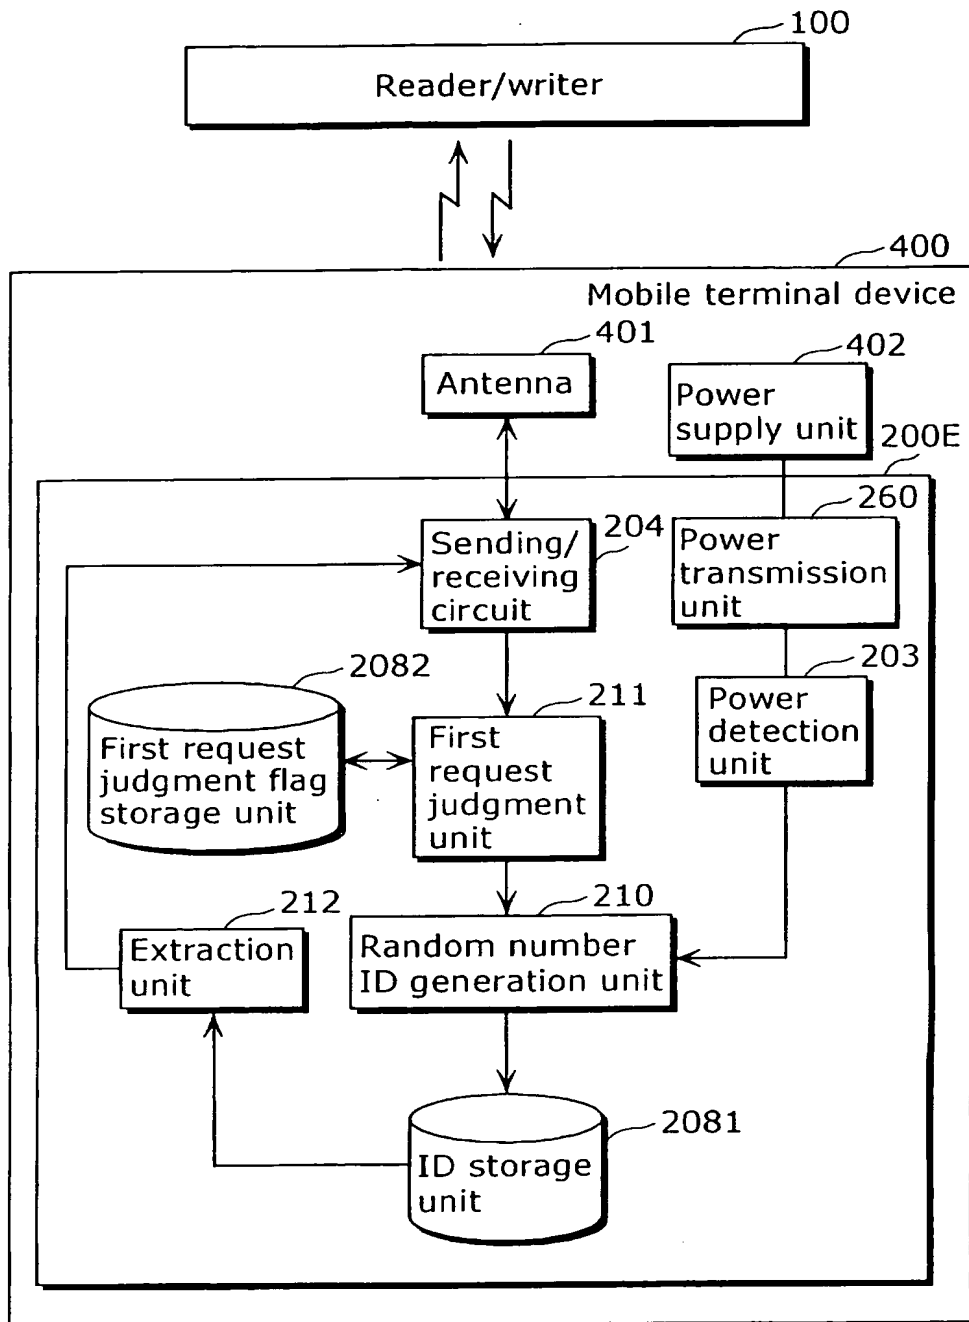 100
Reader/writer
400
Mobile terminal device
401
Antenna
402
Power
supply unit
200E
204
Sending/
receiving
circuit
260
Power
transmission
unit
2082
First request
judgment flag
storage unit
211
First
request
judgment
unit
203
Power
detection
unit
212
Extraction
unit
210
Random number
ID generation unit
2081
ID storage
unit